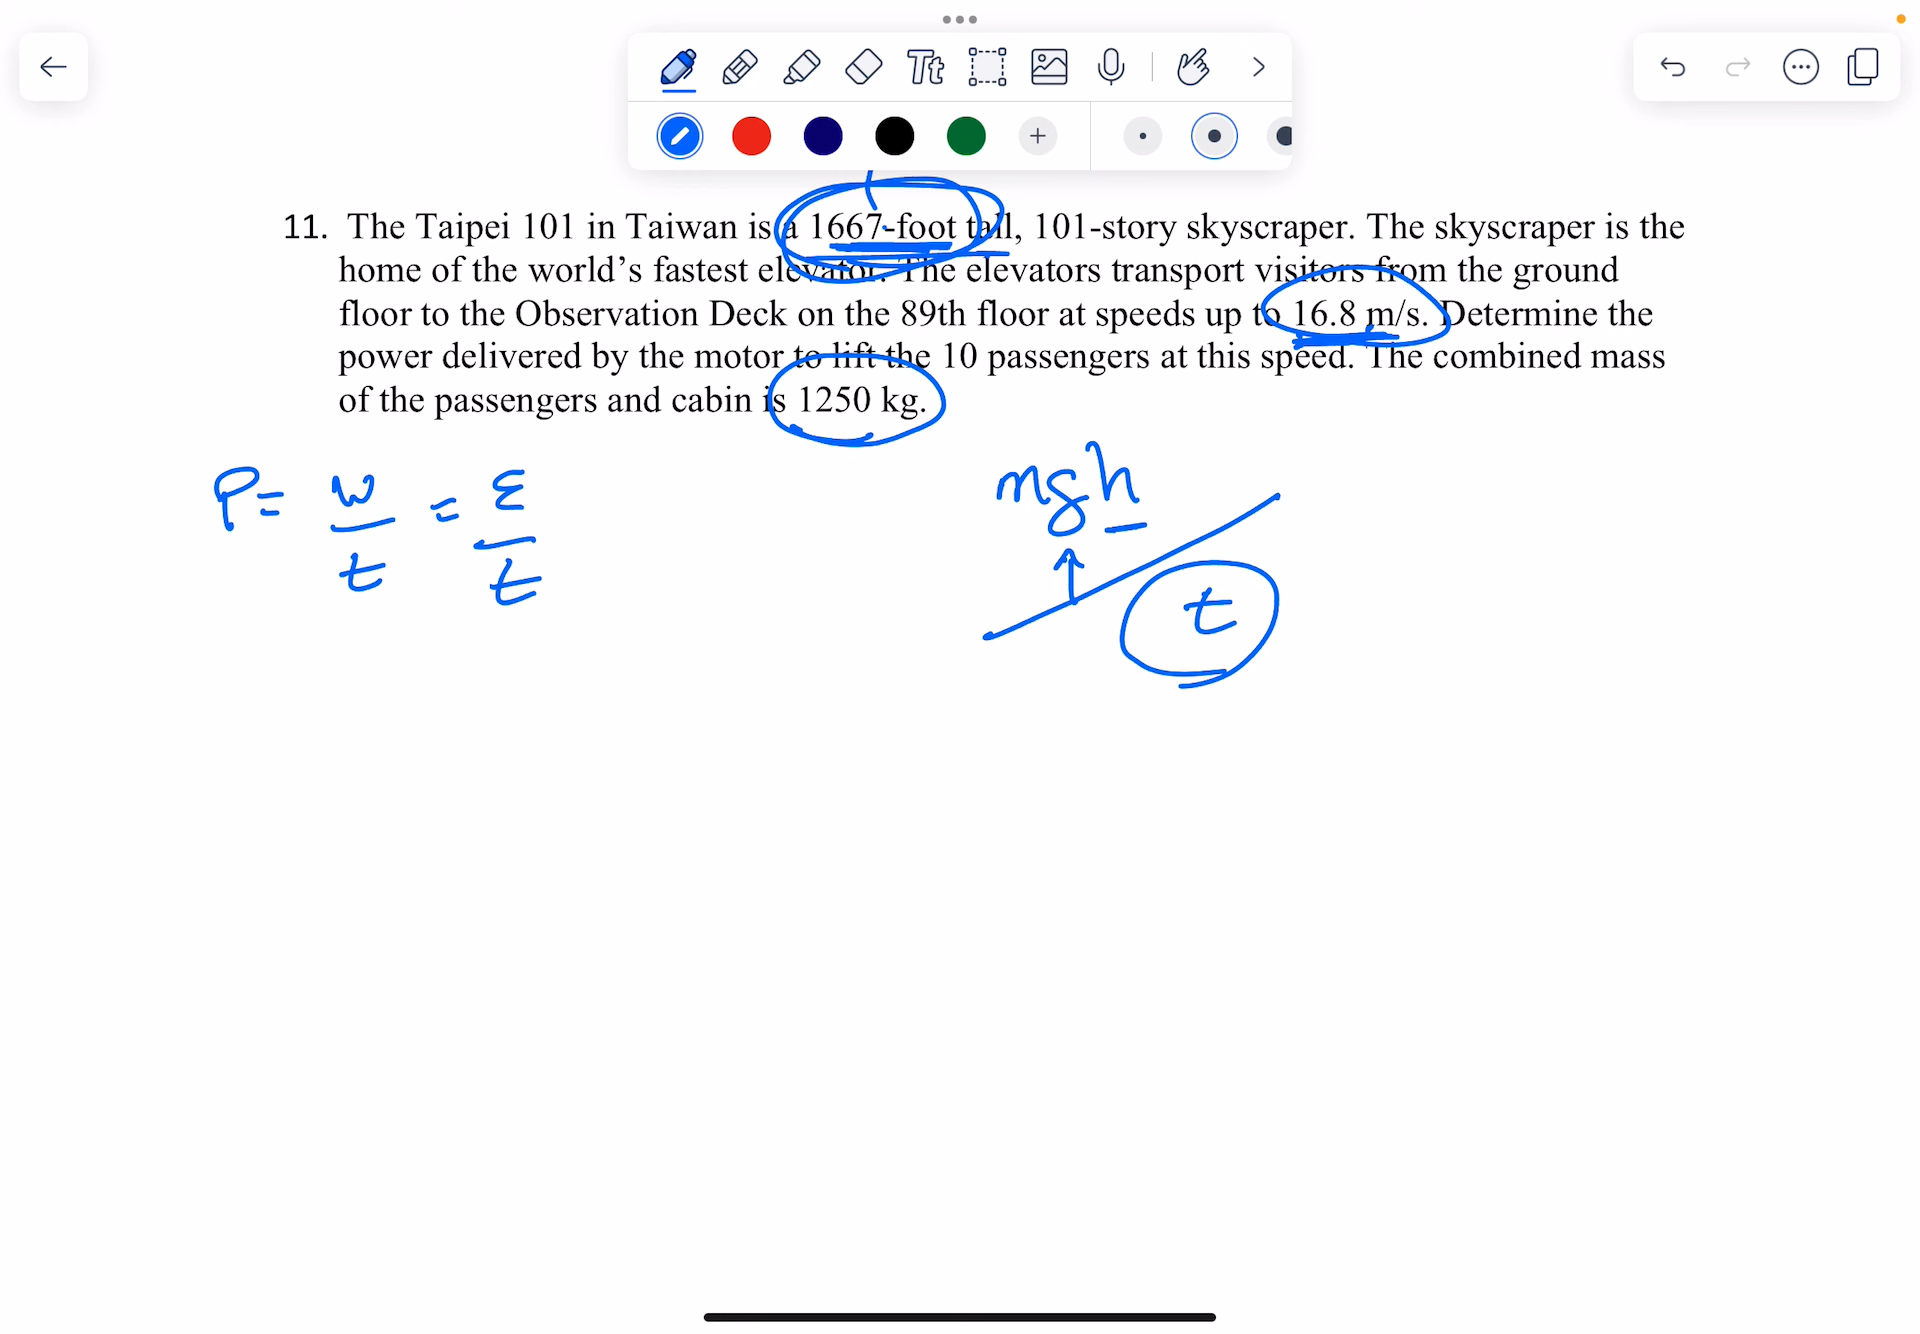 Tt
11. The Taipei 101 in Taiwan is a 1667-foot tall, 101-story skyscraper. The skyscraper is the
home of the world’s fastest elevator. The elevators transport visitors from the ground
floor to the Observation Deck on the 89th floor at speeds up to 16.8 m/s. Determine the
power delivered by the motor to lift the 10 passengers at this speed. The combined mass
of the passengers and cabin is 1250 kg.
P = W/t = E/t
mgh / t